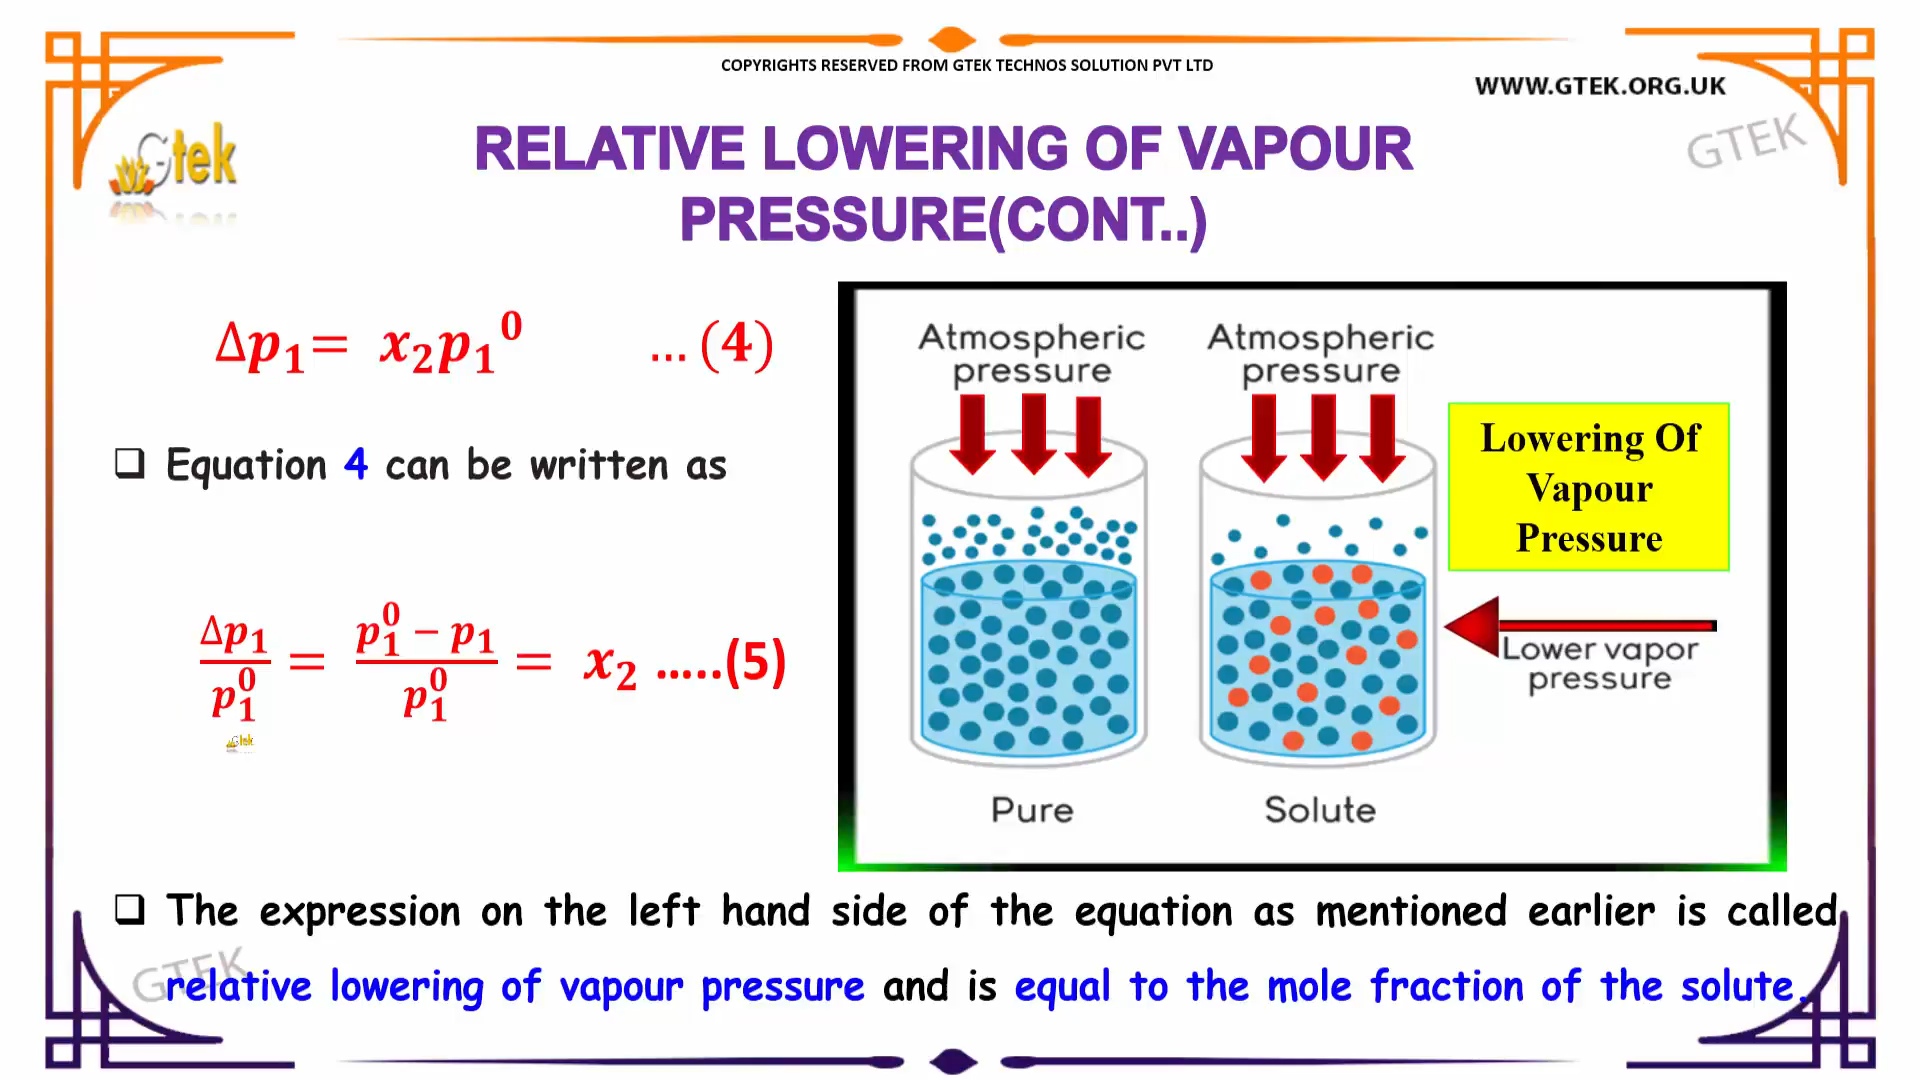 COPYRIGHTS RESERVED FROM GTEK TECHNOS SOLUTION PVT LTD
WWW.GTEK.ORG.UK
Gtek
GTEK
RELATIVE LOWERING OF VAPOUR
PRESSURE(CONT..)
Δp₁= x₂p₁⁰ ...(4)
❑ Equation 4 can be written as
Δp₁/p₁⁰ = (p₁⁰ − p₁)/p₁⁰ = x₂ .....(5)
Gtek
Atmospheric
pressure
Atmospheric
pressure
Lowering Of
Vapour
Pressure
Lower vapor
pressure
Pure
Solute
❑ The expression on the left hand side of the equation as mentioned earlier is called
GTEK
relative lowering of vapour pressure and is equal to the mole fraction of the solute.